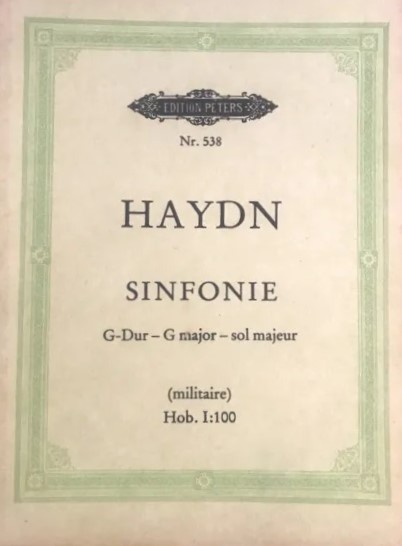 EDITION PETERS
Nr. 538
HAYDN
SINFONIE
G-Dur – G major – sol majeur
(militaire)
Hob. I:100